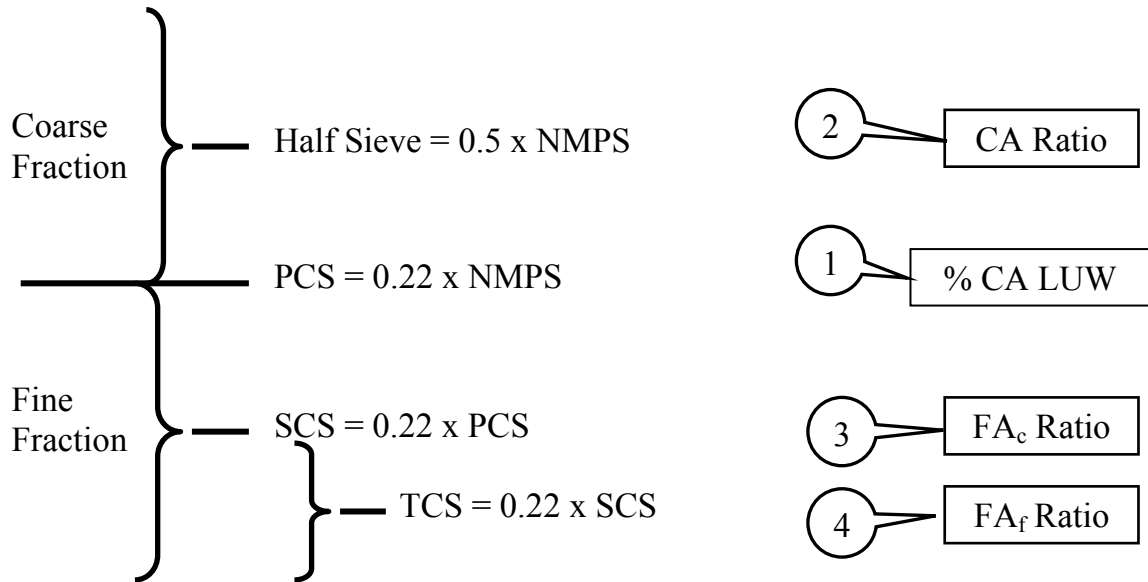 Coarse
Fraction
Half Sieve = 0.5 x NMPS
2
CA Ratio
PCS = 0.22 x NMPS
1
% CA LUW
Fine
Fraction
SCS = 0.22 x PCS
3
FAc Ratio
TCS = 0.22 x SCS
4
FAf Ratio